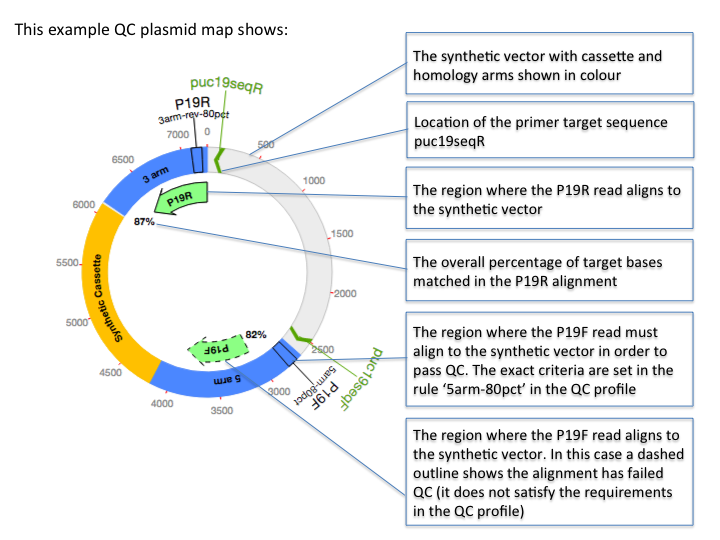 This example QC plasmid map shows:
puc19seqR
P19R
3arm-rev-80pct
7000
0
500
6500
3 arm
1000
P19R
6000
87%
1500
5500
Synthetic Cassette
2000
5000
82%
P19F
2500
puc19seqF
4500
5 arm
3000
5arm-80pct
P19F
4000
3500
The synthetic vector with cassette and
homology arms shown in colour
Location of the primer target sequence
puc19seqR
The region where the P19R read aligns to
the synthetic vector
The overall percentage of target bases
matched in the P19R alignment
The region where the P19F read must
align to the synthetic vector in order to
pass QC. The exact criteria are set in the
rule ‘5arm-80pct’ in the QC profile
The region where the P19F read aligns to
the synthetic vector. In this case a dashed
outline shows the alignment has failed
QC (it does not satisfy the requirements
in the QC profile)